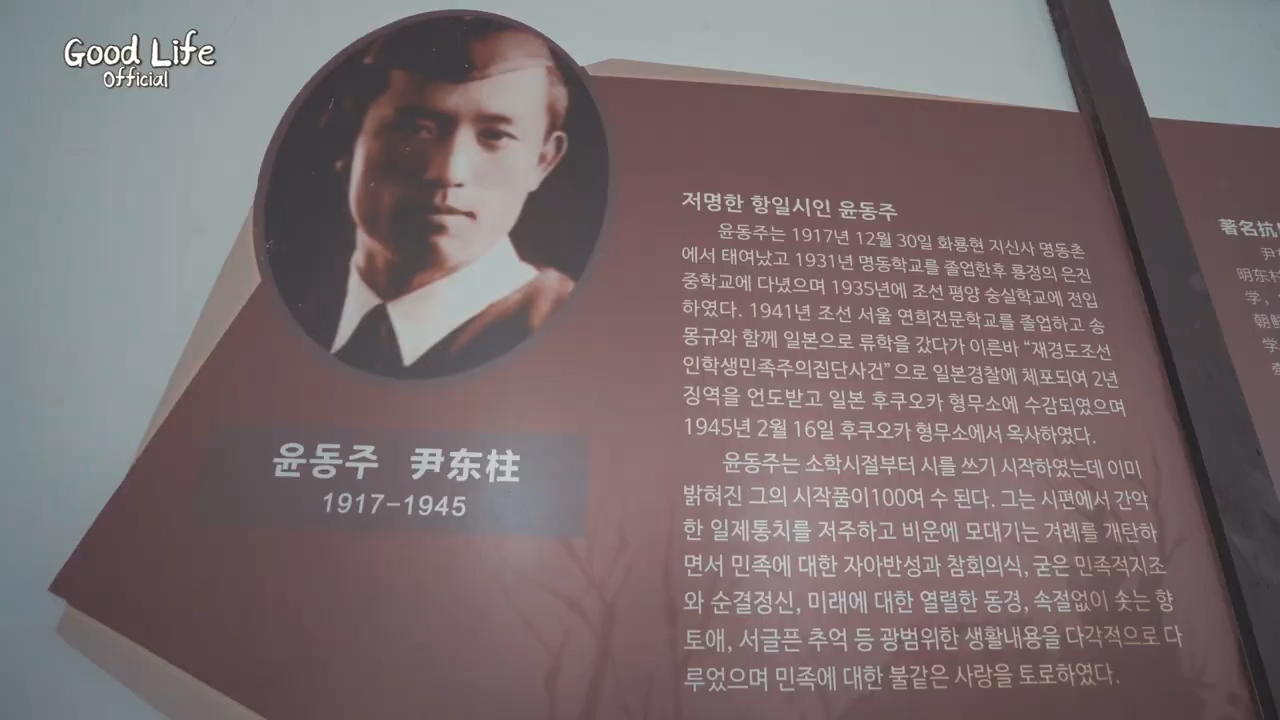 Good Life
Official
저명한 항일시인 윤동주
윤동주는 1917년 12월 30일 화룡현 지신사 명동촌
에서 태여났고 1931년 명동학교를 졸업한후 룡정의 은진
중학교에 다녔으며 1935년에 조선 평양 숭실학교에 전입
하였다. 1941년 조선 서울 연희전문학교를 졸업하고 송
몽규와 함께 일본으로 류학을 갔다가 이른바 “재경도조선
인학생민족주의집단사건” 으로 일본경찰에 체포되여 2년
징역을 언도받고 일본 후쿠오카 형무소에 수감되였으며
1945년 2월 16일 후쿠오카 형무소에서 옥사하였다.
윤동주는 소학시절부터 시를 쓰기 시작하였는데 이미
밝혀진 그의 시작품이100여 수 된다. 그는 시편에서 간악
한 일제통치를 저주하고 비운에 모대기는 겨레를 개탄하
면서 민족에 대한 자아반성과 참회의식, 굳은 민족적지조
와 순결정신, 미래에 대한 열렬한 동경, 속절없이 솟는 향
토애, 서글픈 추억 등 광범위한 생활내용을 다각적으로 다
루었으며 민족에 대한 불같은 사랑을 토로하였다.
윤동주 尹东柱
1917-1945
著名抗
尹
明东村
学,
朝鲜
学